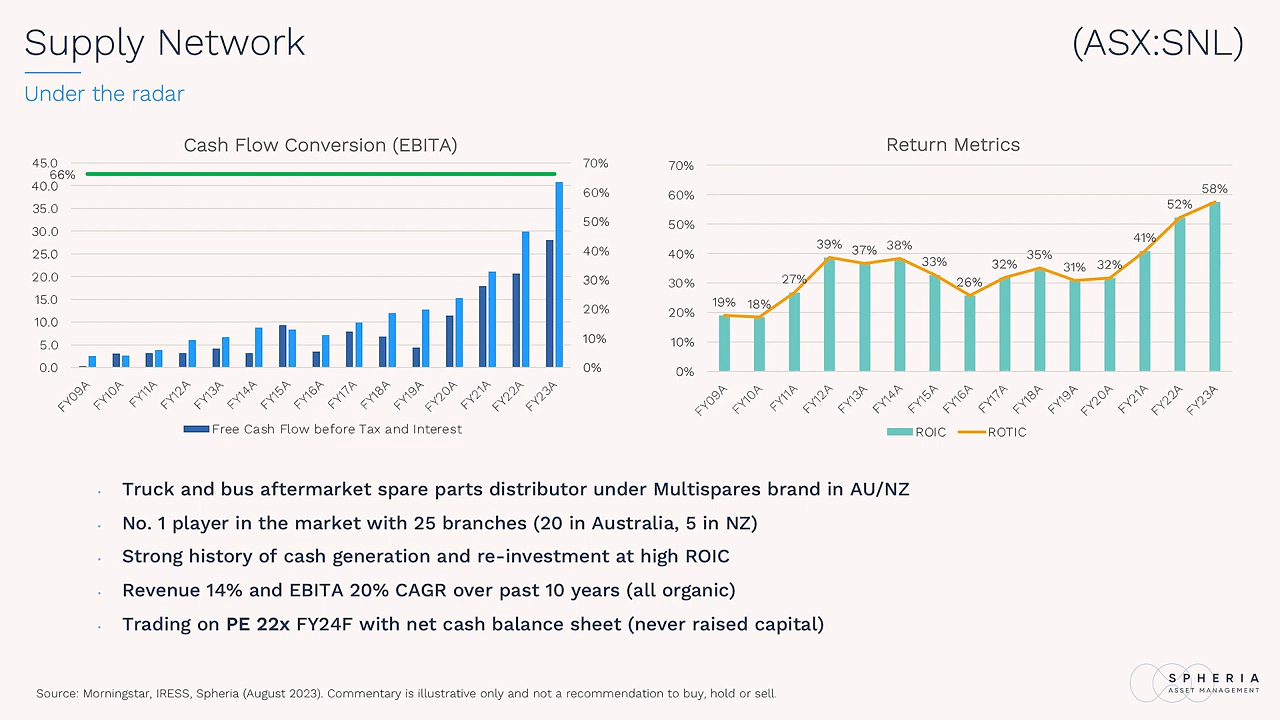 Supply Network
(ASX:SNL)
Under the radar
Cash Flow Conversion (EBITA)
45.0
40.0
35.0
30.0
25.0
20.0
15.0
10.0
5.0
0.0
66%
70%
60%
50%
40%
30%
20%
10%
0%
FY09A
FY10A
FY11A
FY12A
FY13A
FY14A
FY15A
FY16A
FY17A
FY18A
FY19A
FY20A
FY21A
FY22A
FY23A
Free Cash Flow before Tax and Interest
Return Metrics
70%
60%
50%
40%
30%
20%
10%
0%
19%
18%
27%
39%
37%
38%
33%
26%
32%
35%
31%
32%
41%
52%
58%
FY09A
FY10A
FY11A
FY12A
FY13A
FY14A
FY15A
FY16A
FY17A
FY18A
FY19A
FY20A
FY21A
FY22A
FY23A
ROIC
ROTIC
· Truck and bus aftermarket spare parts distributor under Multispares brand in AU/NZ
· No. 1 player in the market with 25 branches (20 in Australia, 5 in NZ)
· Strong history of cash generation and re-investment at high ROIC
· Revenue 14% and EBITA 20% CAGR over past 10 years (all organic)
· Trading on PE 22x FY24F with net cash balance sheet (never raised capital)
Source: Morningstar, IRESS, Spheria (August 2023). Commentary is illustrative only and not a recommendation to buy, hold or sell.
SPHERIA
ASSET MANAGEMENT